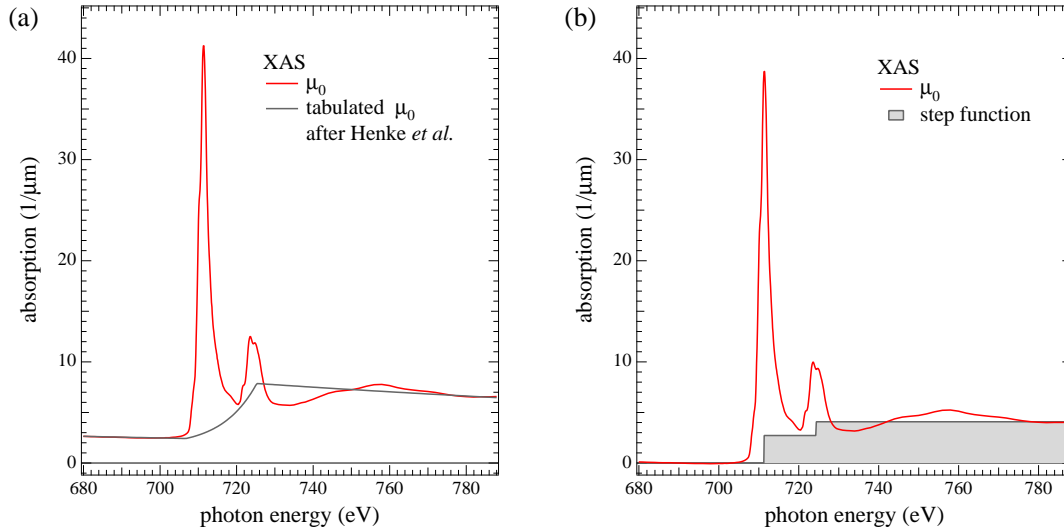 (a)
absorption (1/μm)
40
30
20
10
0
XAS
μ0
tabulated μ0
after Henke et al.
680 700 720 740 760 780
photon energy (eV)
(b)
absorption (1/μm)
40
30
20
10
0
XAS
μ0
step function
680 700 720 740 760 780
photon energy (eV)